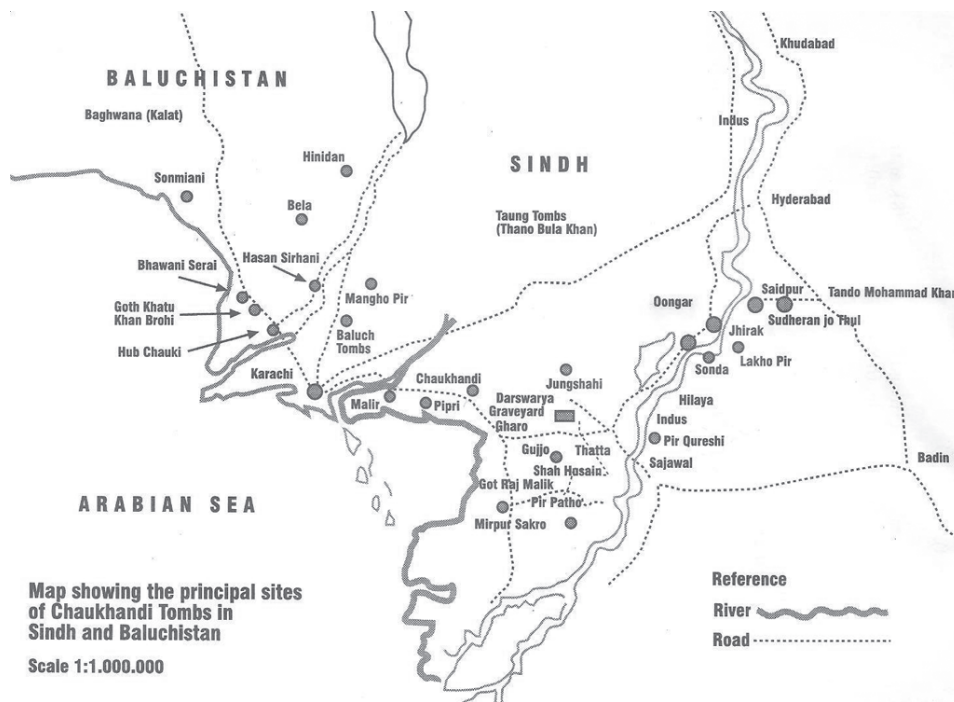 BALUCHISTAN
Baghwana (Kalat)
Khudabad
Indus
Hinidan
SINDH
Sonmiani
Bela
Taung Tombs
(Thano Bula Khan)
Hyderabad
Hasan Sirhani
Bhawani Serai
Mangho Pir
Goth Khatu
Khan Brohi
Hub Chauki
Baluch
Tombs
Oongar
Saidpur
Tando Mohammad Khan
Sudheran jo Thul
Jhirak
Lakho Pir
Sonda
Karachi
Malir
Pipri
Chaukhandi
Jungshahi
Darswarya
Graveyard
Gharo
Hilaya
Indus
Pir Qureshi
Gujjo
Thatta
Shah Hosain
Sajawal
Badin
Got Raj Malik
Pir Patho
Mirpur Sakro
ARABIAN SEA
Map showing the principal sites
of Chaukhandi Tombs in
Sindh and Baluchistan
Scale 1:1.000.000
Reference
River
Road